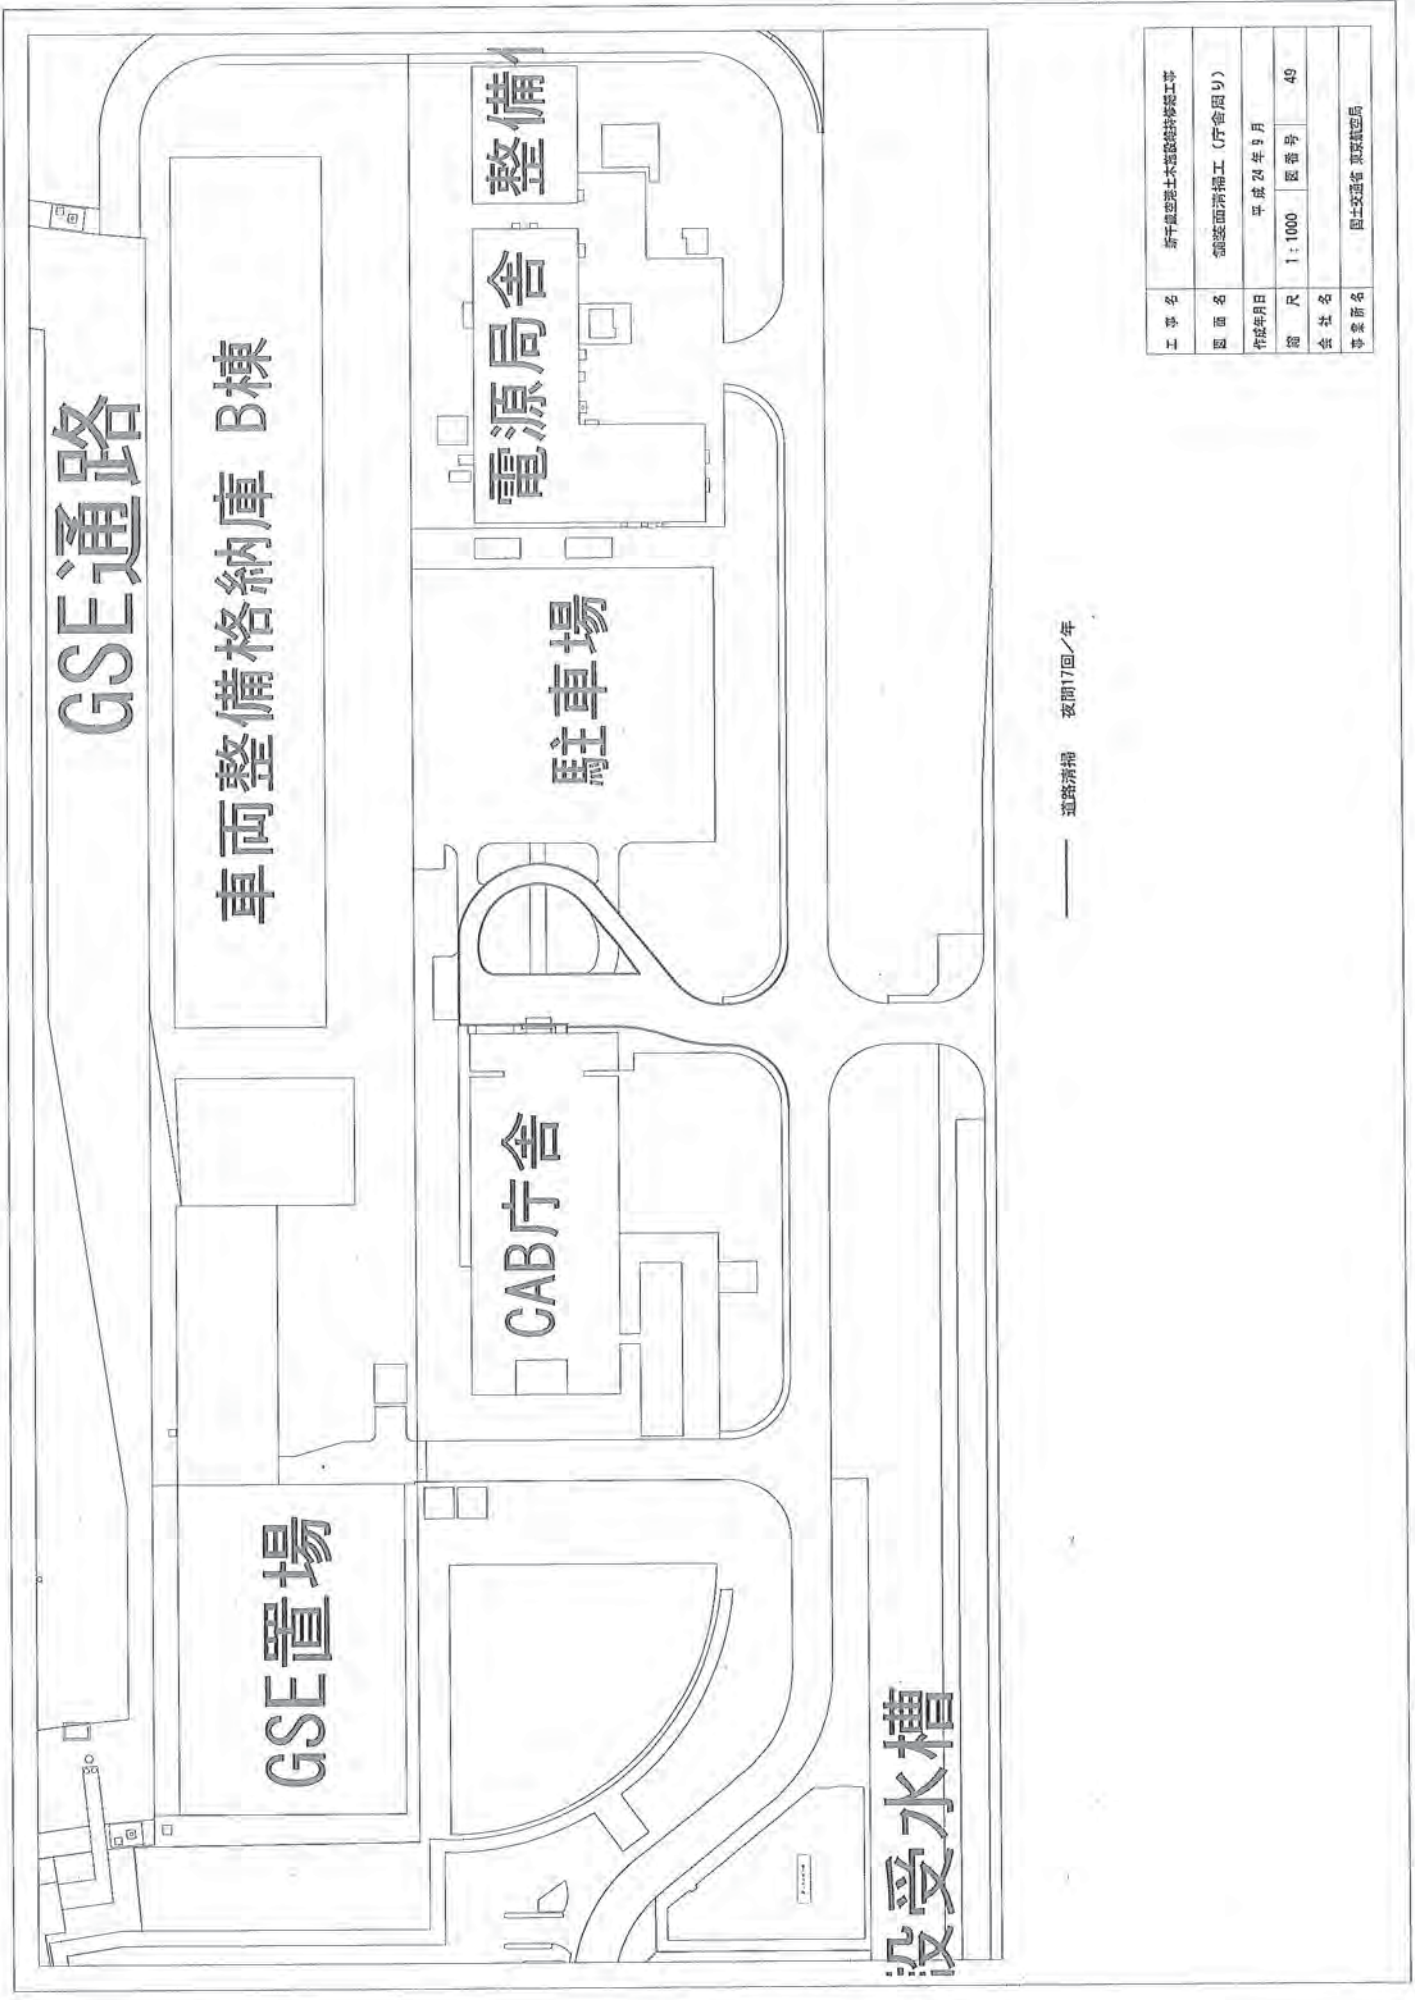 GSE通路
車両整備格納庫 B棟
整備
電源局舎
駐車場
CAB庁舎
GSE置場
設受水槽
道路清掃 夜間17回/年
工事名 新千歳空港土木施設維持修繕工事
図面名 舗装面清掃工(庁舎周り)
作成年月日 平成24年9月
縮尺 1:1000 図番号 49
会社名
事業所名 国土交通省 東京航空局